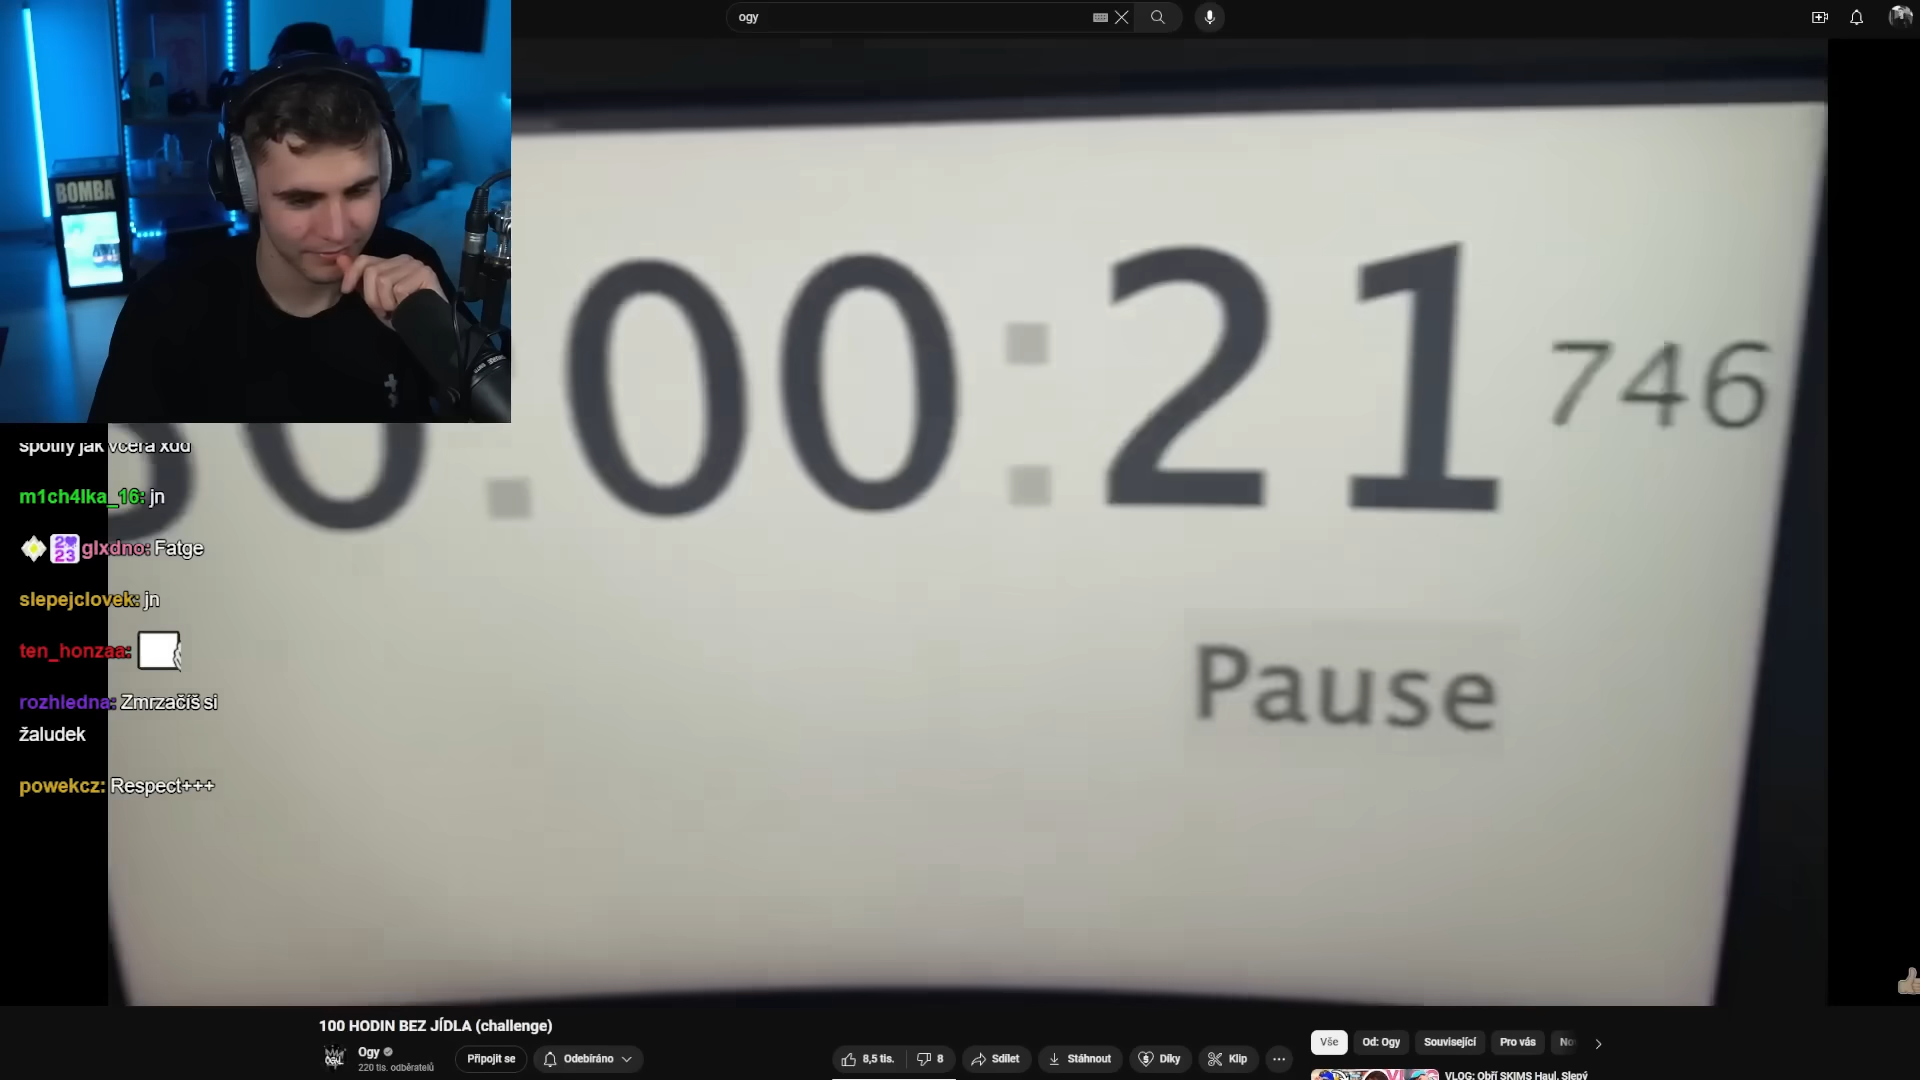 ogy
BOMBA
0:00:21
746
Pause
spotify jak včera xdd
m1ch4lka_16: jn
glxdno: Fatge
slepejclovek: jn
ten_honzaa:
rozhledna: Zmrzačíš si
žaludek
powekcz: Respect+++
100 HODIN BEZ JÍDLA (challenge)
Ogy
220 tis. odběratelů
Připojit se
Odebíráno
8,5 tis.
8
Sdílet
Stáhnout
Díky
Klip
Vše
Od: Ogy
Související
Pro vás
VLOG: Obří SKIMS Haul, Slepý